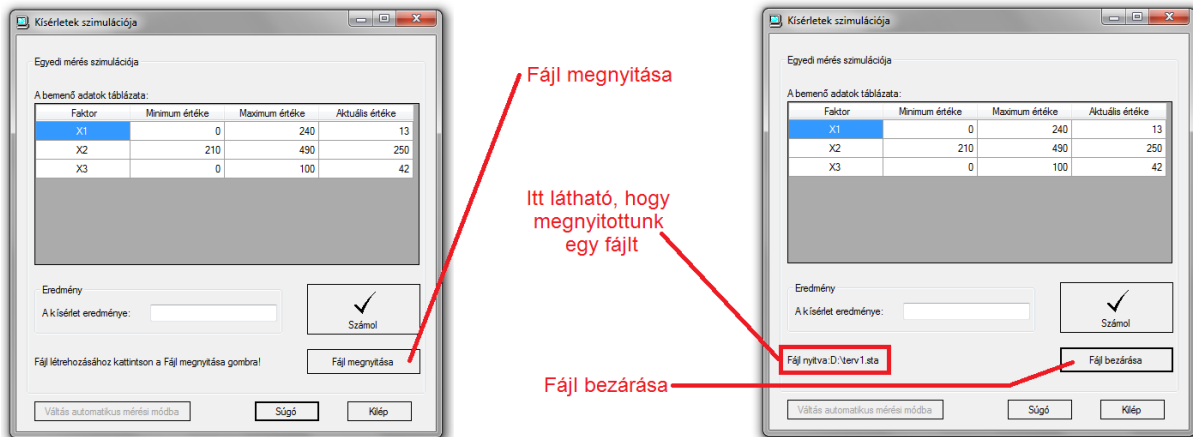 Kísérletek szimulációja
Egyedi mérés szimulációja
A bemenő adatok táblázata:
Faktor Minimum értéke Maximum értéke Aktuális értéke
X1 0 240 13
X2 210 490 250
X3 0 100 42
Eredmény
A kísérlet eredménye:
Számol
Fájl létrehozásához kattintson a Fájl megnyitása gombra!
Fájl megnyitása
Váltás automatikus mérési módba
Súgó
Kilép
Fájl megnyitása
Itt látható, hogy
megnyitottunk
egy fájlt
Fájl bezárása
Kísérletek szimulációja
Egyedi mérés szimulációja
A bemenő adatok táblázata:
Faktor Minimum értéke Maximum értéke Aktuális értéke
X1 0 240 13
X2 210 490 250
X3 0 100 42
Eredmény
A kísérlet eredménye:
Számol
Fájl nyitva:D:\terv1.sta
Fájl bezárása
Váltás automatikus mérési módba
Súgó
Kilép